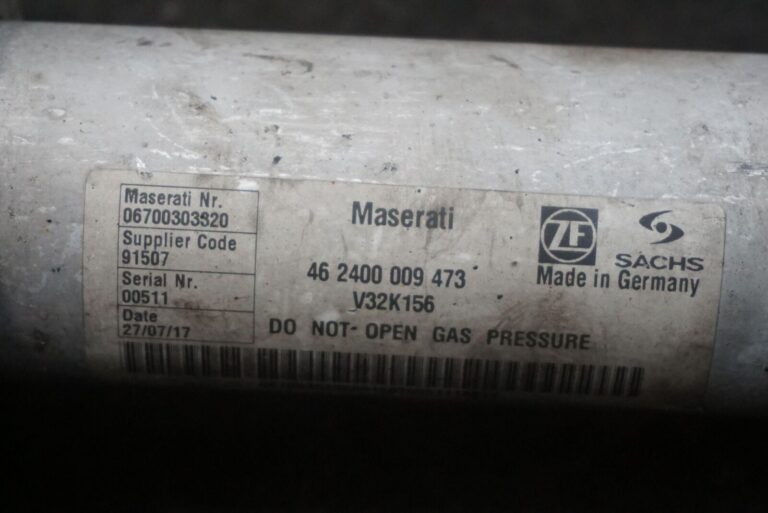 Maserati Nr.
06700303320
Supplier Code
91507
Serial Nr.
00511
Date
27/07/17
Maserati
46 2400 009 473
V32K156
DO NOT- OPEN GAS PRESSURE
ZF
SACHS
Made in Germany